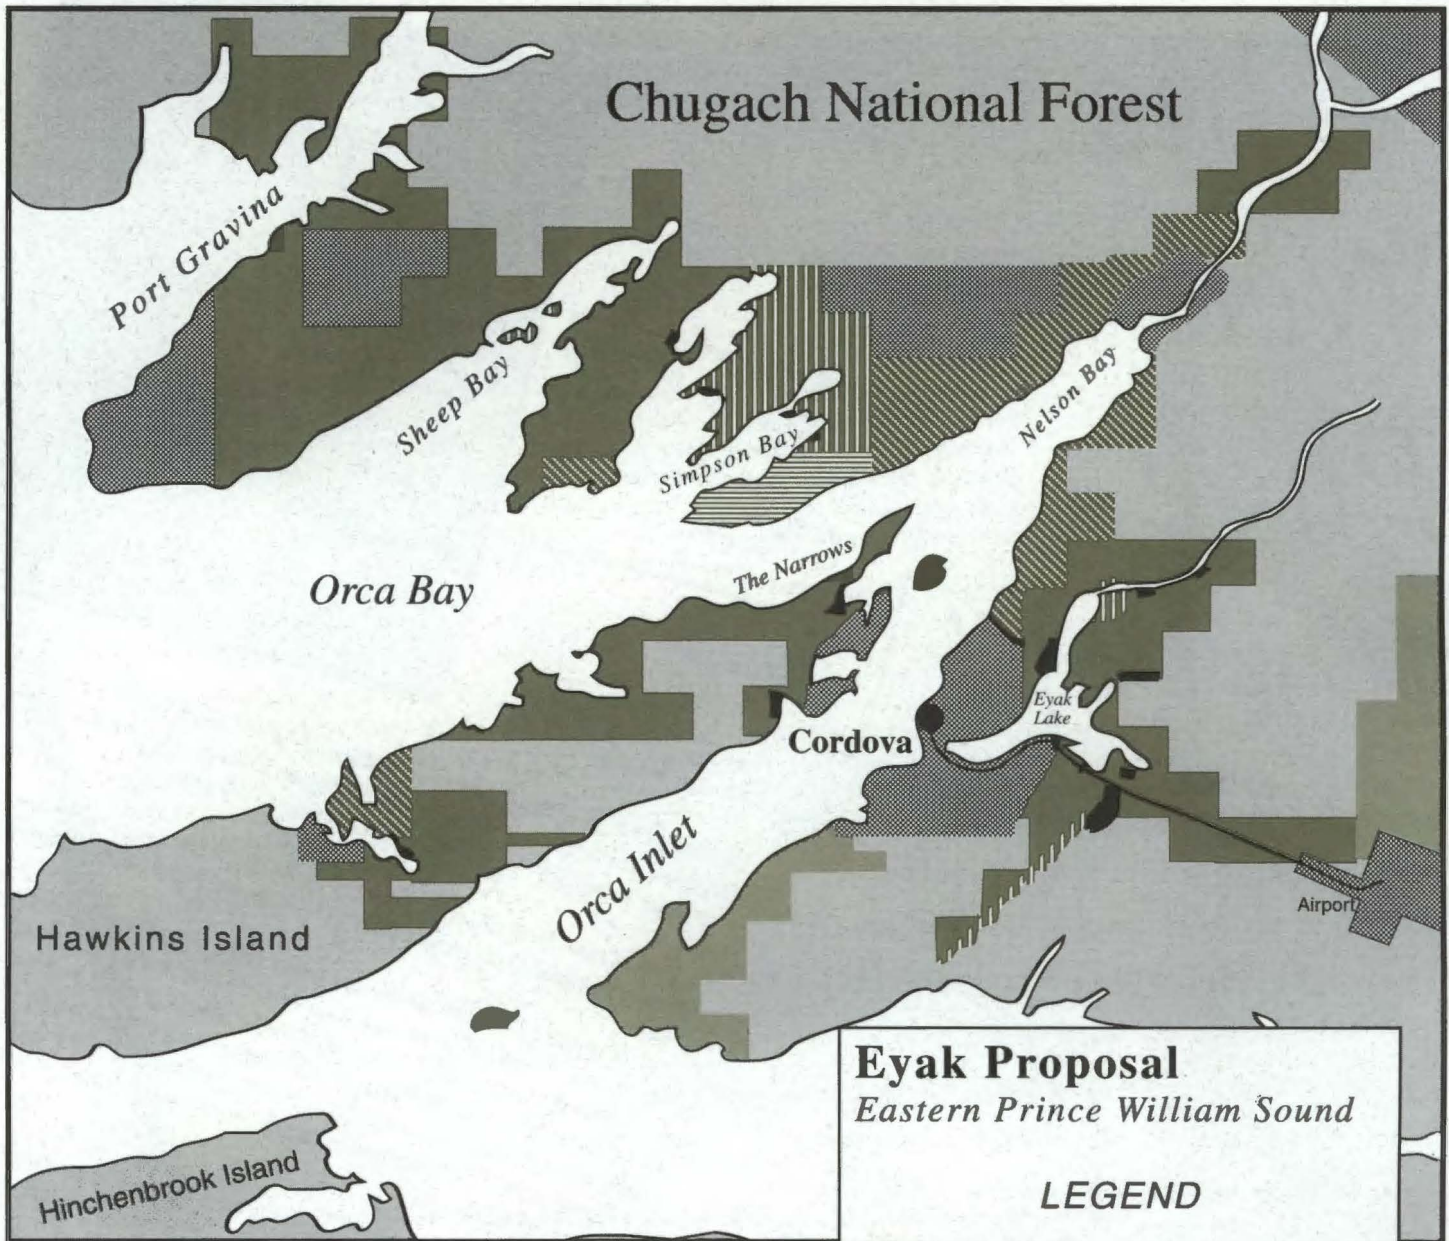 Chugach National Forest
Port Gravina
Sheep Bay
Simpson Bay
Nelson Bay
The Narrows
Orca Bay
Eyak
Lake
Cordova
Orca Inlet
Airport
Hawkins Island
Hinchenbrook Island
Eyak Proposal
Eastern Prince William Sound
LEGEND